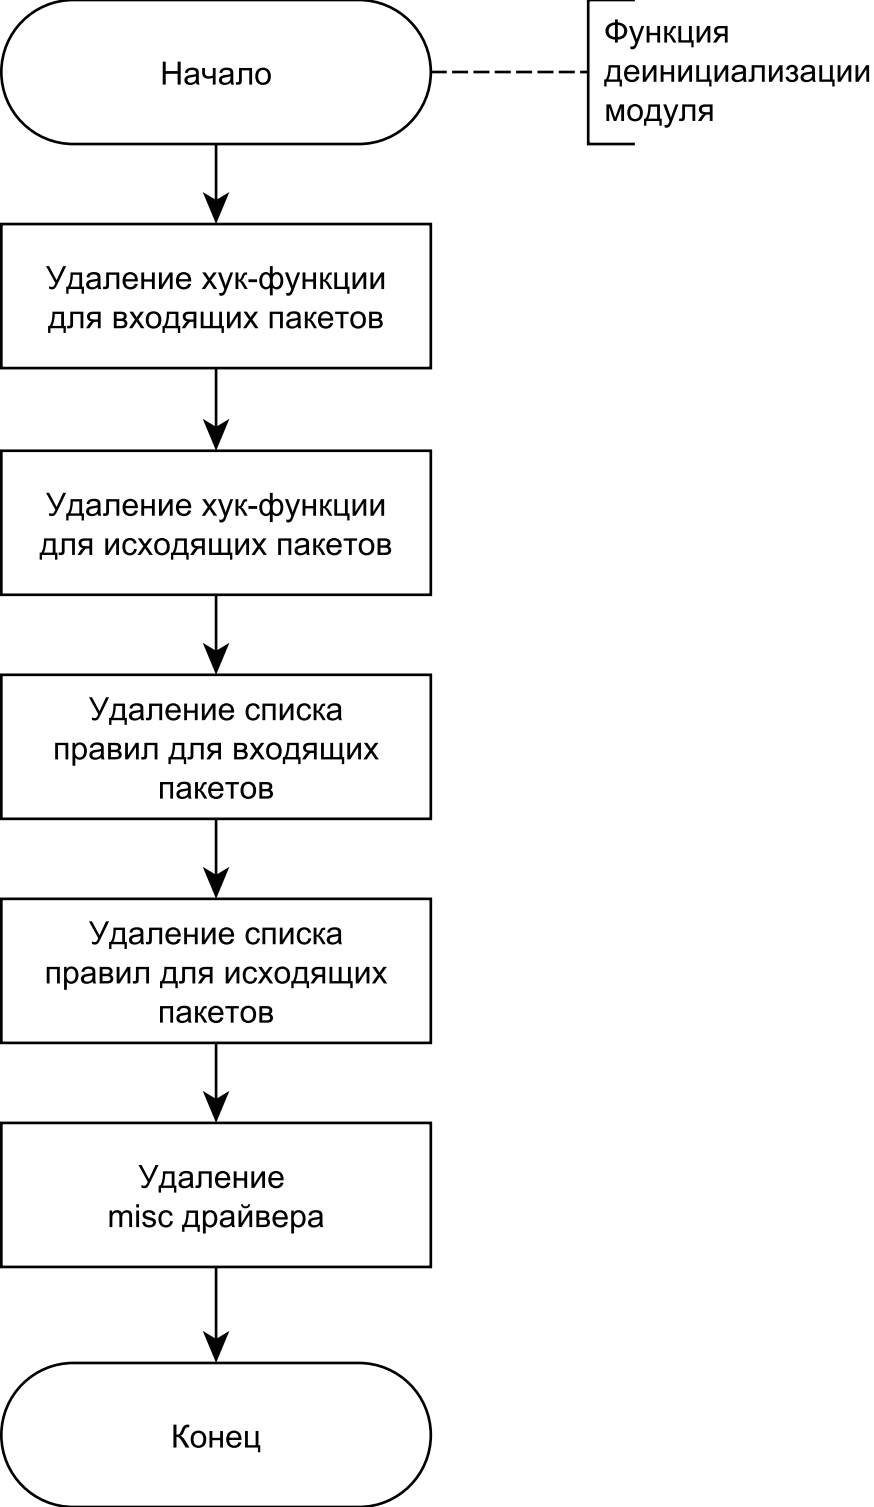 Начало
Функция
деинициализации
модуля
Удаление хук-функции
для входящих пакетов
Удаление хук-функции
для исходящих пакетов
Удаление списка
правил для входящих
пакетов
Удаление списка
правил для исходящих
пакетов
Удаление
misc драйвера
Конец